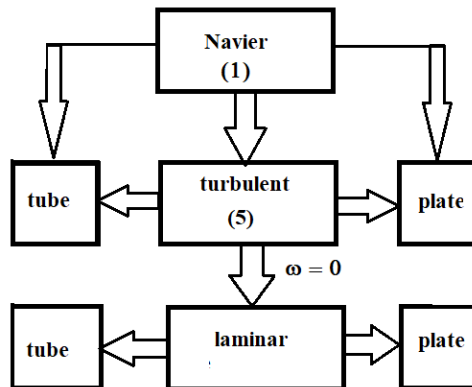 Navier
(1)
tube
turbulent
(5)
plate
ω = 0
tube
laminar
plate